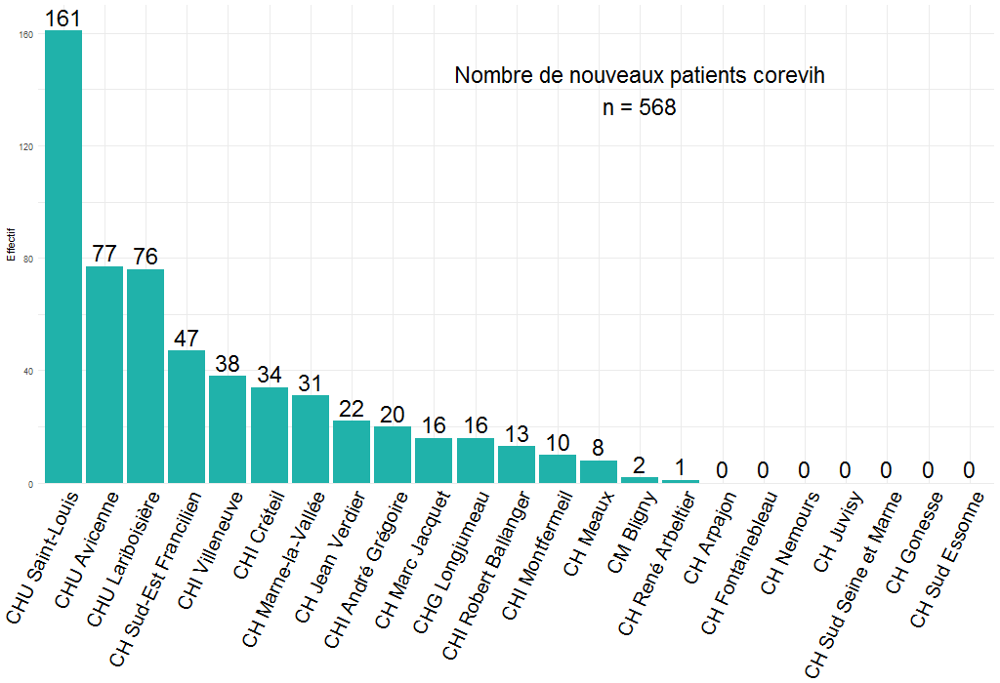 161
160
Nombre de nouveaux patients corevih
n = 568
120
Effectif
77
76
80
47
38
34
31
22
20
16
16
13
10
8
2
1
0
0
0
0
0
0
0
40
0
CHU Saint-Louis
CHU Avicenne
CHU Lariboisière
CH Sud-Est Francilien
CHI Villeneuve
CHI Créteil
CH Marne-la-Vallée
CH Jean Verdier
CHI André Grégoire
CH Marc Jacquet
CHG Longjumeau
CHI Robert Ballanger
CHI Montfermeil
CH Meaux
CM Bligny
CH René Arbeltier
CH Arpajon
CH Fontainebleau
CH Nemours
CH Juvisy
CH Sud Seine et Marne
CH Gonesse
CH Sud Essonne